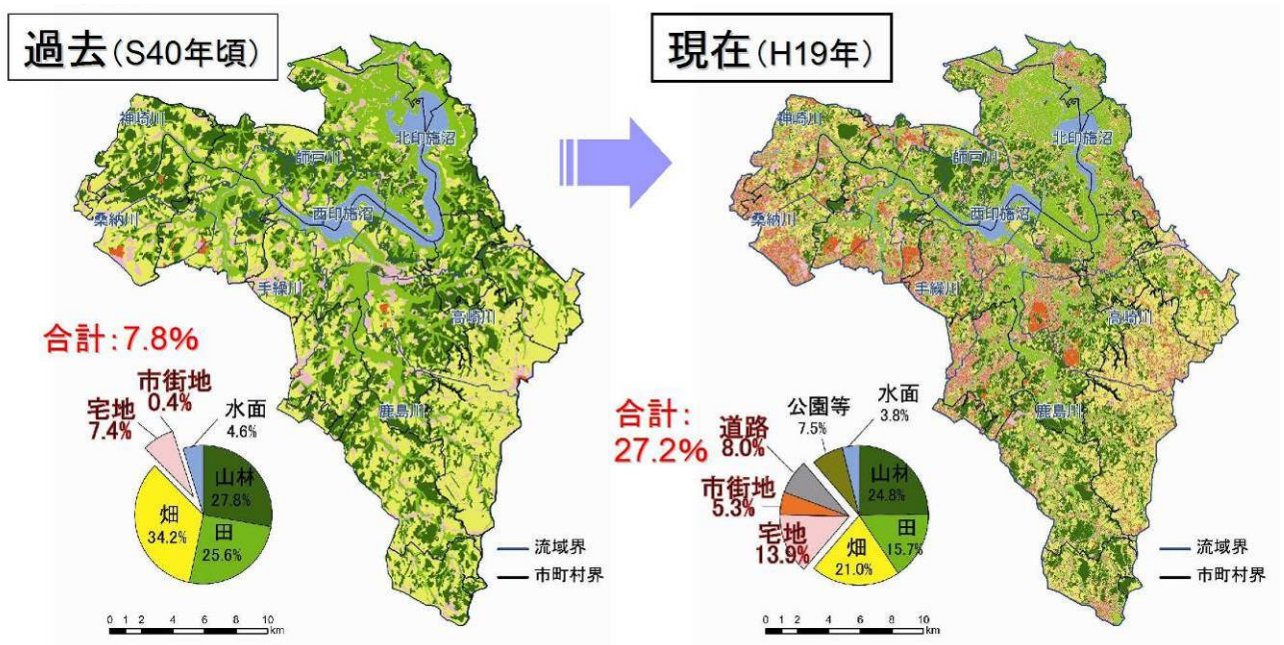 過去(S40年頃)
神崎川
師戸川
北印旛沼
桑納川
西印旛沼
手繰川
高崎川
鹿島川
合計:7.8%
市街地
0.4%
宅地
7.4%
水面
4.6%
山林
27.8%
畑
34.2%
田
25.6%
流域界
市町村界
0 1 2 4 6 8 10
km
現在(H19年)
神崎川
師戸川
北印旛沼
桑納川
西印旛沼
手繰川
高崎川
鹿島川
合計:
27.2%
道路
8.0%
公園等
7.5%
水面
3.8%
市街地
5.3%
宅地
13.9%
山林
24.8%
田
15.7%
畑
21.0%
流域界
市町村界
0 1 2 4 6 8 10
km